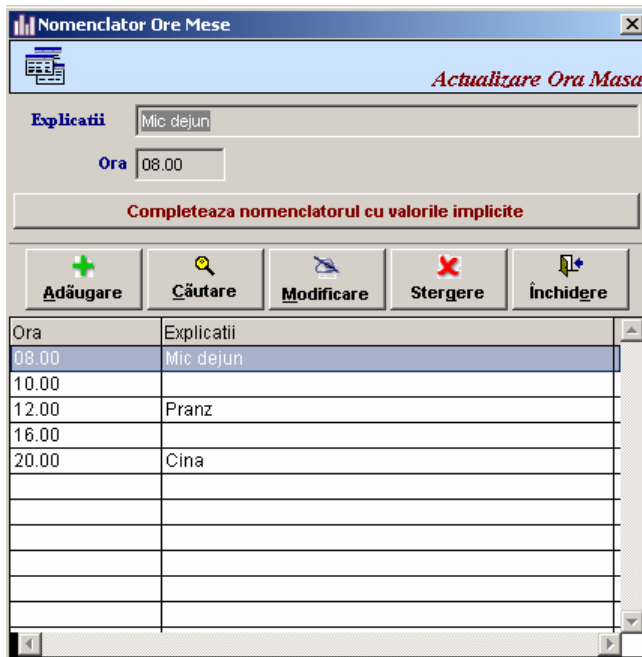 Nomenclator Ore Mese
Actualizare Ora Masa
Explicatii Mic dejun
Ora 08.00
Completeaza nomenclatorul cu valorile implicite
Adăugare Căutare Modificare Stergere Închidere
Ora Explicatii
08.00 Mic dejun
10.00
12.00 Pranz
16.00
20.00 Cina